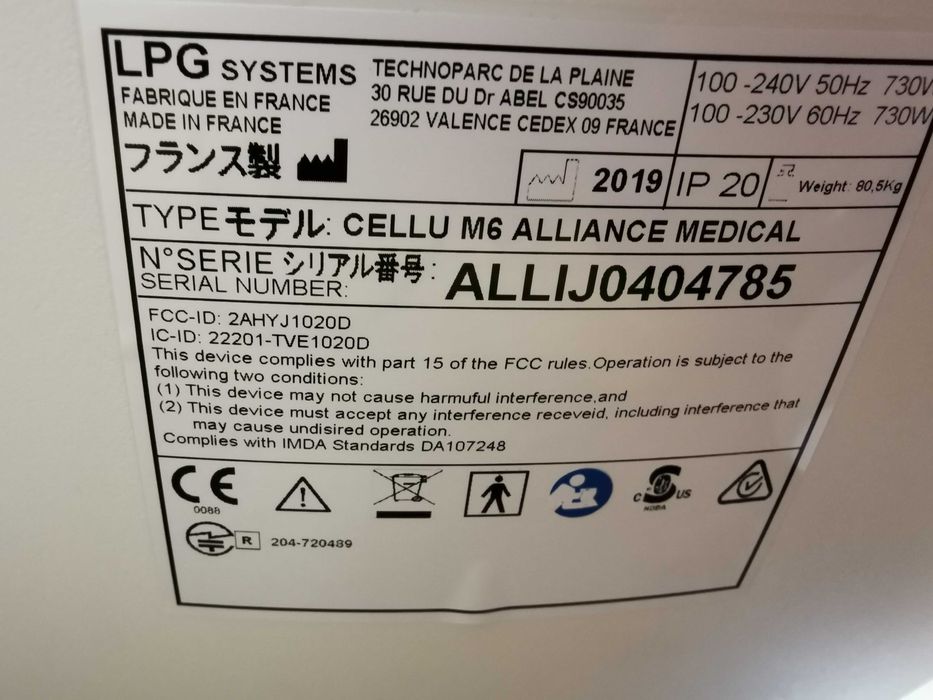 LPG SYSTEMS
FABRIQUE EN FRANCE
MADE IN FRANCE
フランス製
TECHNOPARC DE LA PLAINE
30 RUE DU Dr ABEL CS90035
26902 VALENCE CEDEX 09 FRANCE
100 -240V 50Hz 730W
100 -230V 60Hz 730W
2019
IP 20
Weight: 80,5Kg
TYPE モデル: CELLU M6 ALLIANCE MEDICAL
N°SERIE シリアル番号:
SERIAL NUMBER:
ALLIJ0404785
FCC-ID: 2AHYJ1020D
IC-ID: 22201-TVE1020D
This device complies with part 15 of the FCC rules.Operation is subject to the
following two conditions:
(1) This device may not cause harmuful interference,and
(2) This device must accept any interference receveid, including interference that
may cause undisired operation.
Complies with IMDA Standards DA107248
CE
0088
c US
R 204-720489